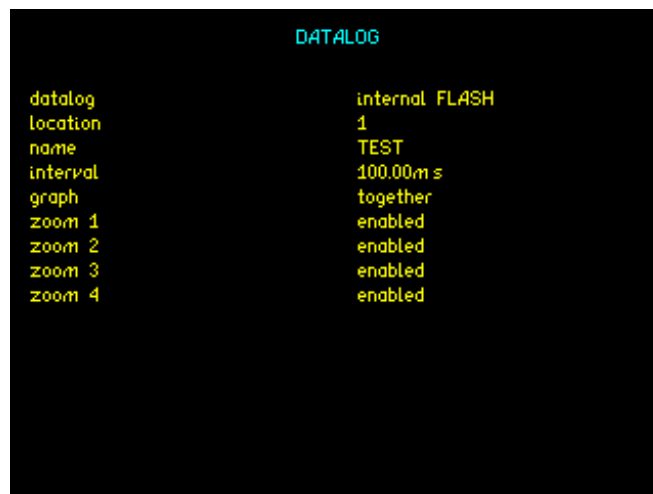 DATALOG
datalog internal FLASH
location 1
name TEST
interval 100.00ms
graph together
zoom 1 enabled
zoom 2 enabled
zoom 3 enabled
zoom 4 enabled